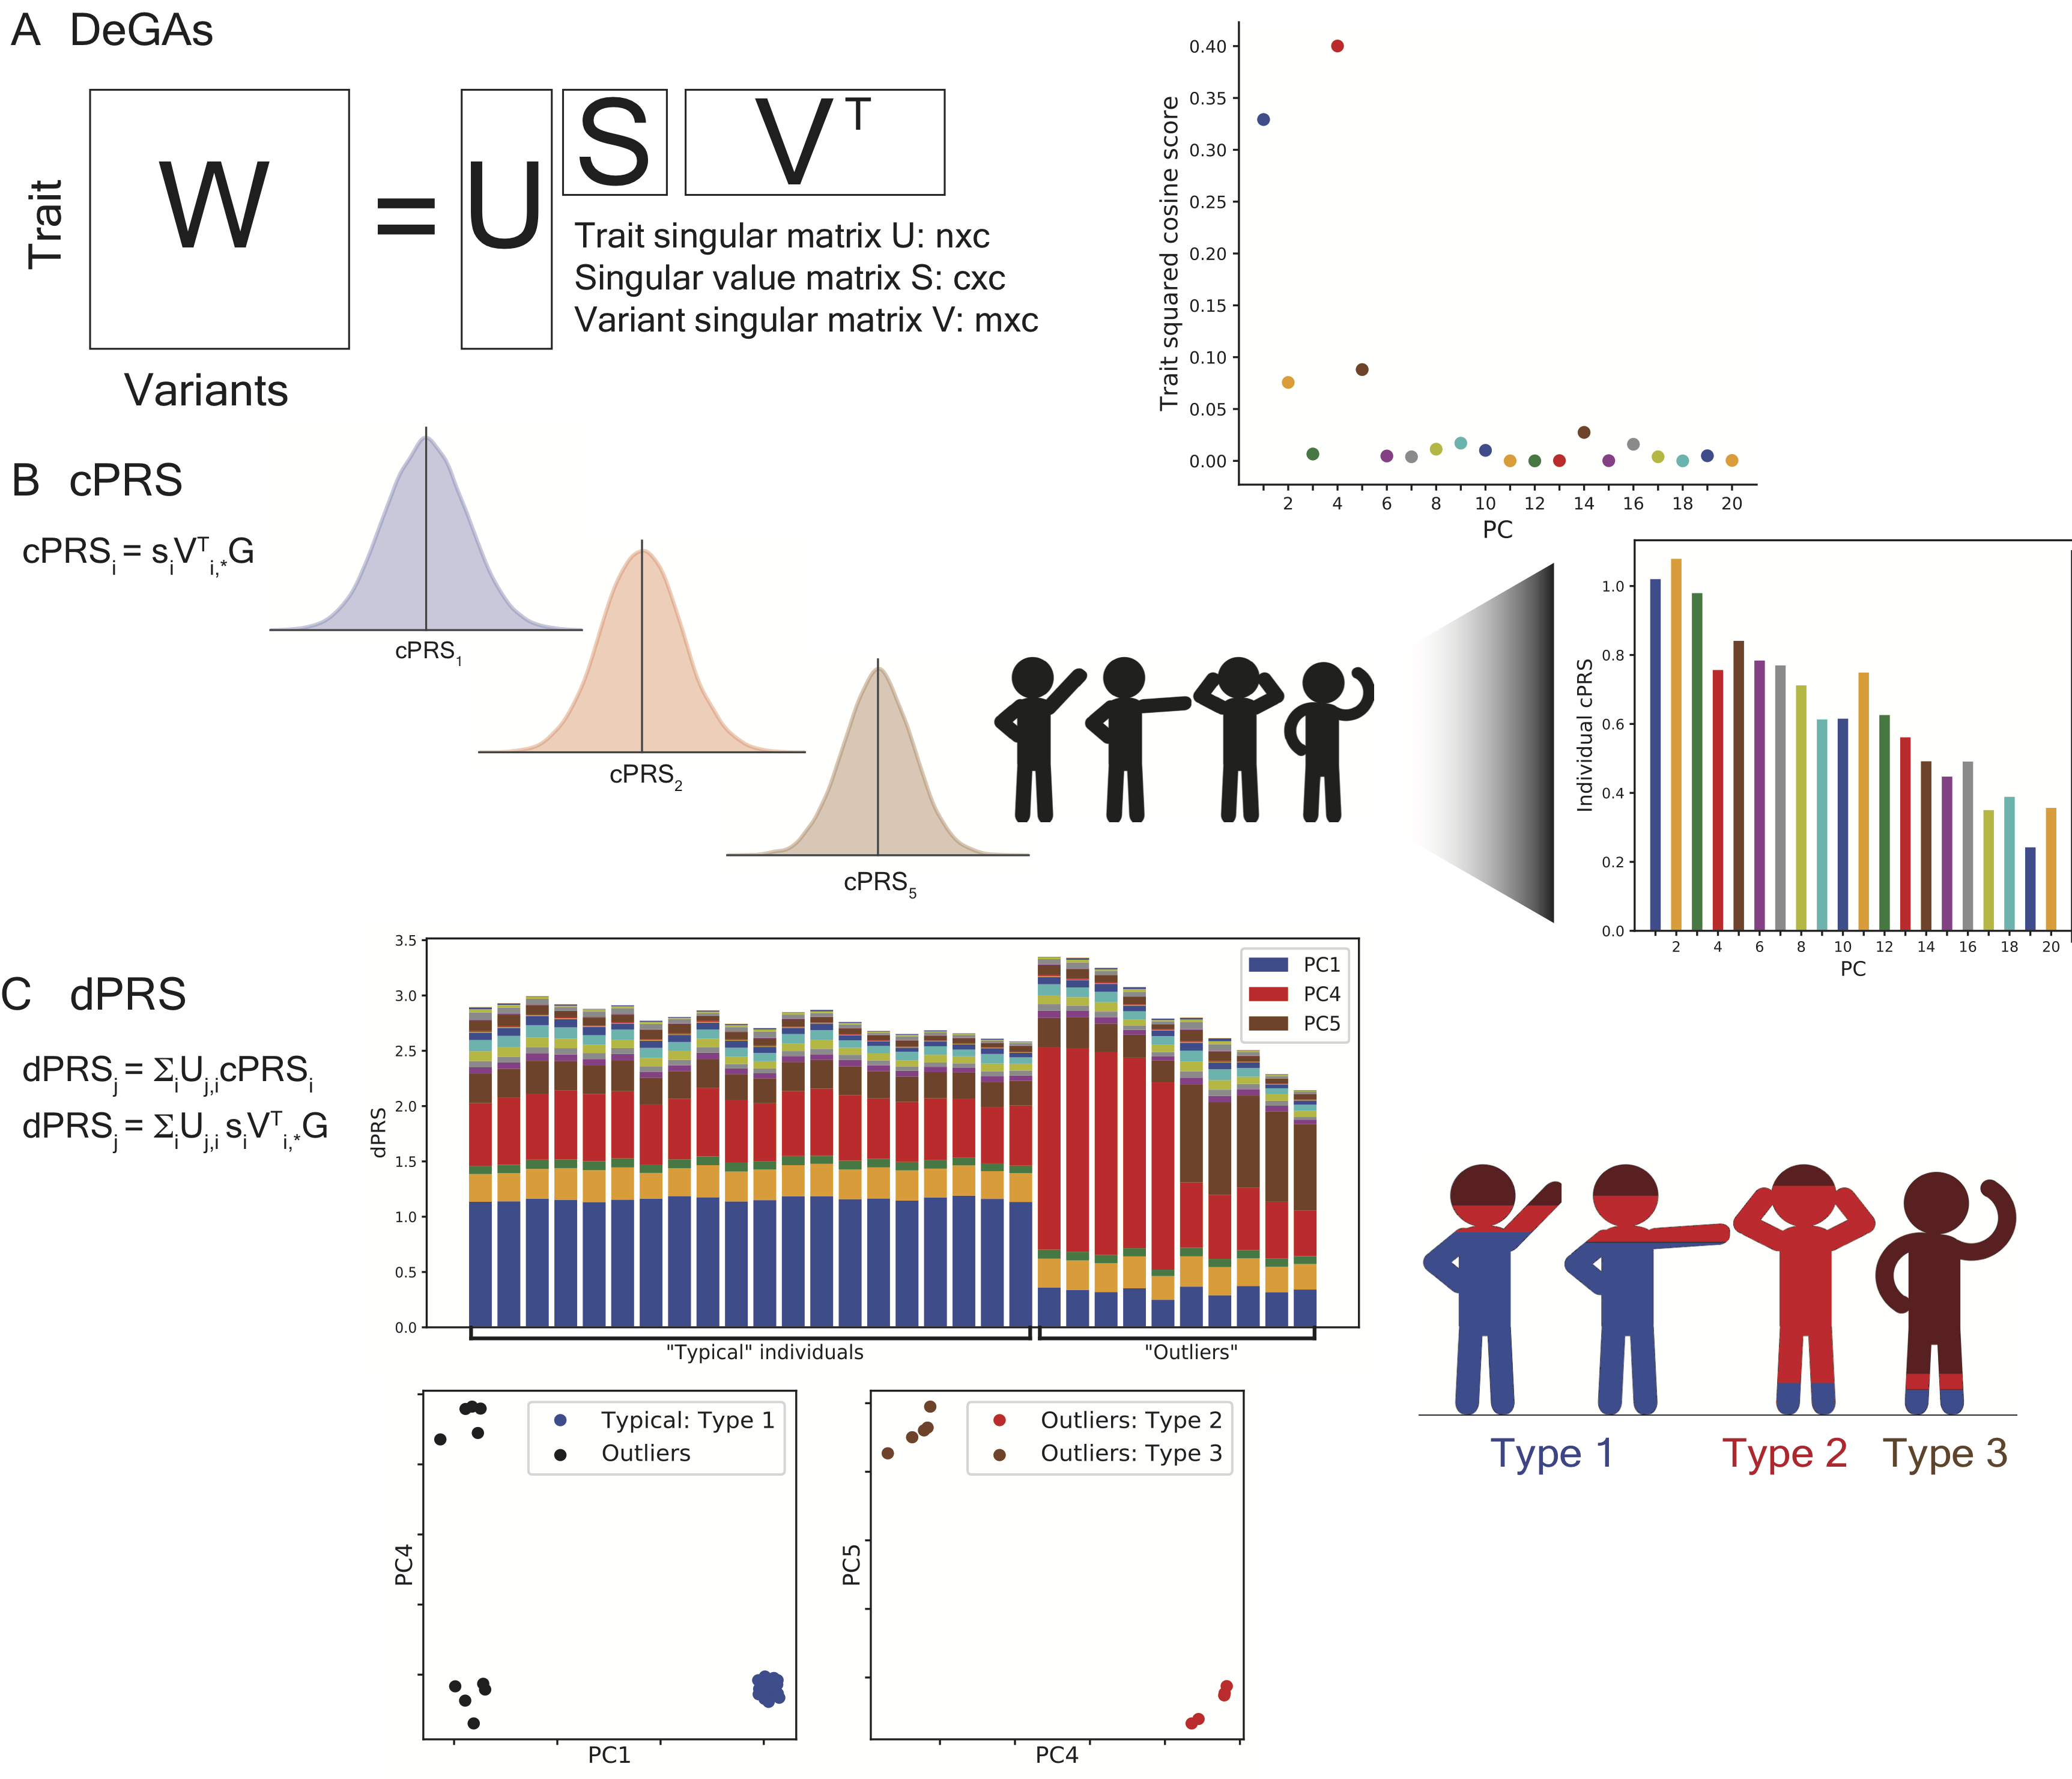 A DeGAs
Trait
W
=
U
S
V T
Trait singular matrix U: nxc
Singular value matrix S: cxc
Variant singular matrix V: mxc
Variants
Trait squared cosine score
0.40
0.35
0.30
0.25
0.20
0.15
0.10
0.05
0.00
2 4 6 8 10 12 14 16 18 20
PC
B cPRS
cPRSi = siVTi,*G
cPRS1
cPRS2
cPRS5
Individual cPRS
1.0
0.8
0.6
0.4
0.2
0.0
2 4 6 8 10 12 14 16 18 20
PC
C dPRS
dPRSj = ΣiUj,icPRSi
dPRSj = ΣiUj,i siVTi,*G
dPRS
3.5
3.0
2.5
2.0
1.5
1.0
0.5
0.0
PC1
PC4
PC5
"Typical" individuals
"Outliers"
PC4
Typical: Type 1
Outliers
PC1
PC5
Outliers: Type 2
Outliers: Type 3
PC4
Type 1 Type 2 Type 3